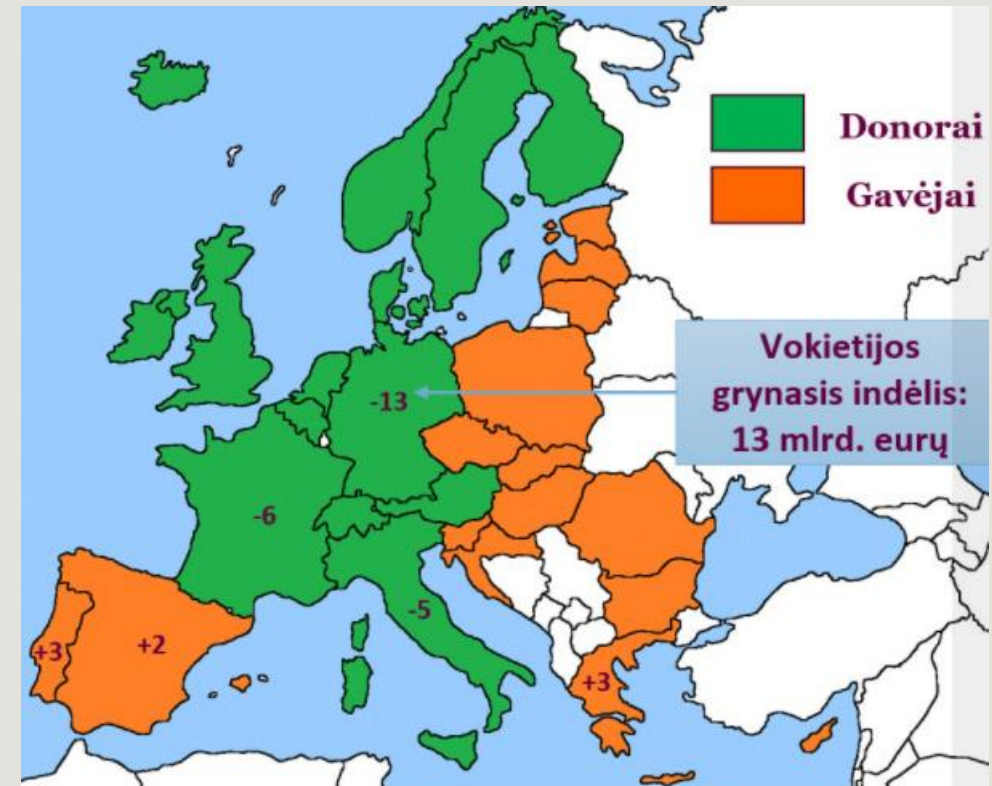 Donorai
Gavėjai
Vokietijos
grynasis indėlis:
13 mlrd. eurų
-13
-6
-5
+3
+2
+3